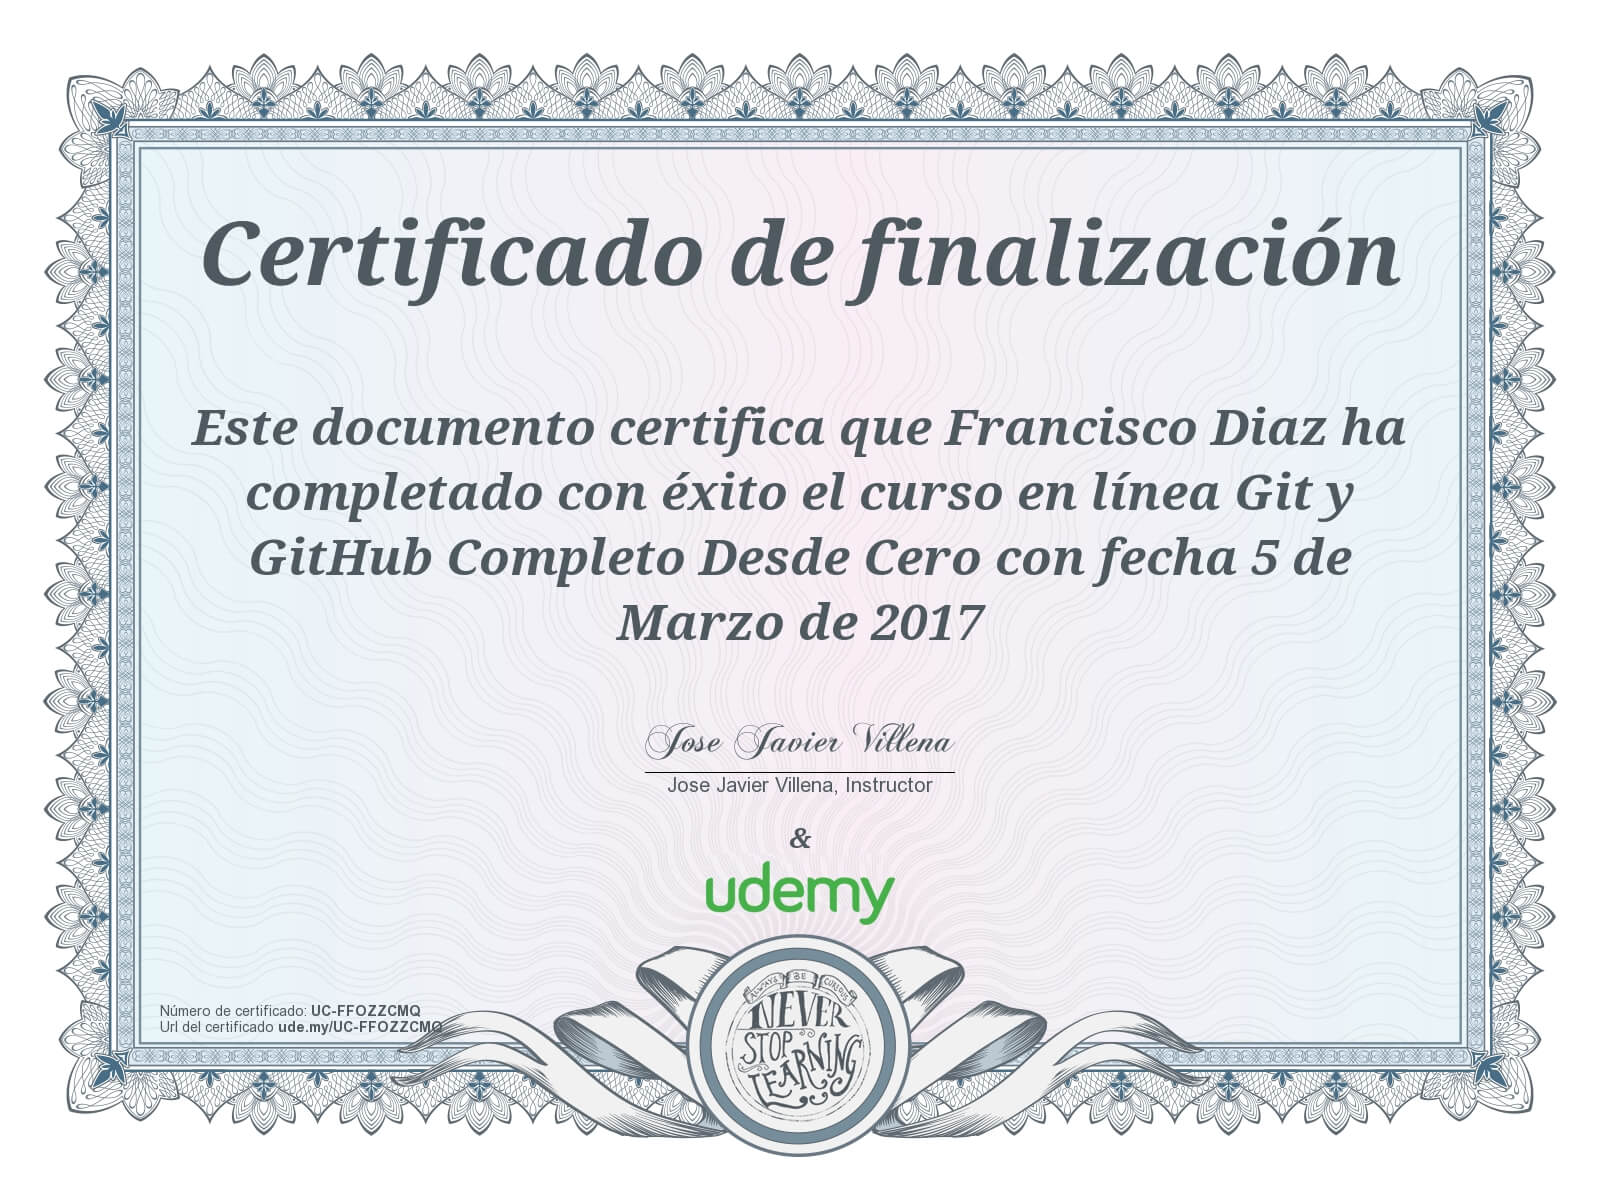 Certificado de finalización
Este documento certifica que Francisco Diaz ha
completado con éxito el curso en línea Git y
GitHub Completo Desde Cero con fecha 5 de
Marzo de 2017
Jose Javier Villena
Jose Javier Villena, Instructor
&
udemy
Número de certificado: UC-FFOZZCMQ
Url del certificado ude.my/UC-FFOZZCMQ
ALWAYS BE CURIOUS
NEVER
STOP
LEARNING